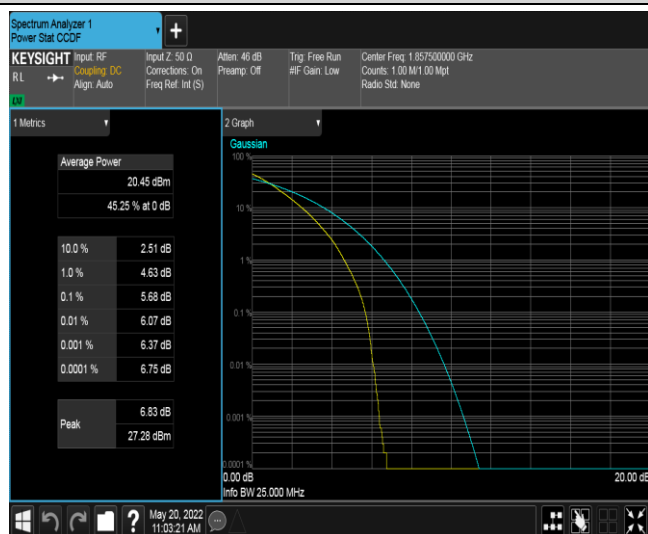 Spectrum Analyzer 1
Power Stat CCDF
+
KEYSIGHT
RL
LXI
Input: RF
Coupling: DC
Align: Auto
Input Z: 50 Ω
Corrections: On
Freq Ref: Int (S)
Atten: 46 dB
Preamp: Off
Trig: Free Run
#IF Gain: Low
Center Freq: 1.857500000 GHz
Counts: 1.00 M/1.00 Mpt
Radio Std: None
1 Metrics
Average Power
20.45 dBm
45.25 % at 0 dB
10.0 % 2.51 dB
1.0 % 4.63 dB
0.1 % 5.68 dB
0.01 % 6.07 dB
0.001 % 6.37 dB
0.0001 % 6.75 dB
Peak
6.83 dB
27.28 dBm
2 Graph
Gaussian
100 %
10 %
1 %
0.1 %
0.01 %
0.001 %
0.0001 %
0.00 dB
20.00 dB
Info BW 25.000 MHz
?
May 20, 2022
11:03:21 AM